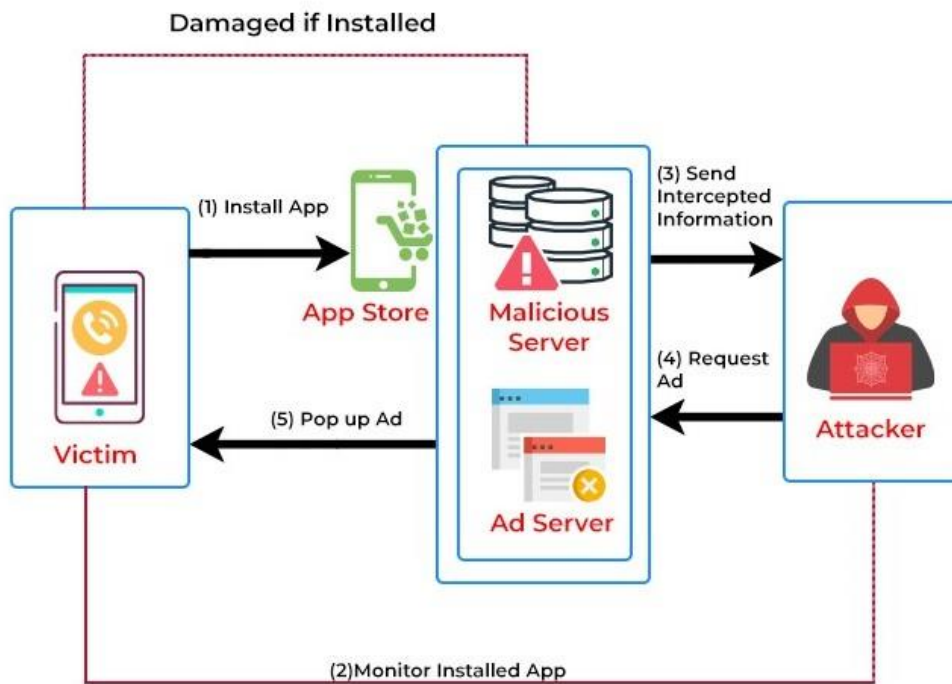 Damaged if Installed
(1) Install App
App Store
Malicious
Server
(3) Send
Intercepted
Information
Victim
(5) Pop up Ad
Ad Server
(4) Request
Ad
Attacker
(2)Monitor Installed App